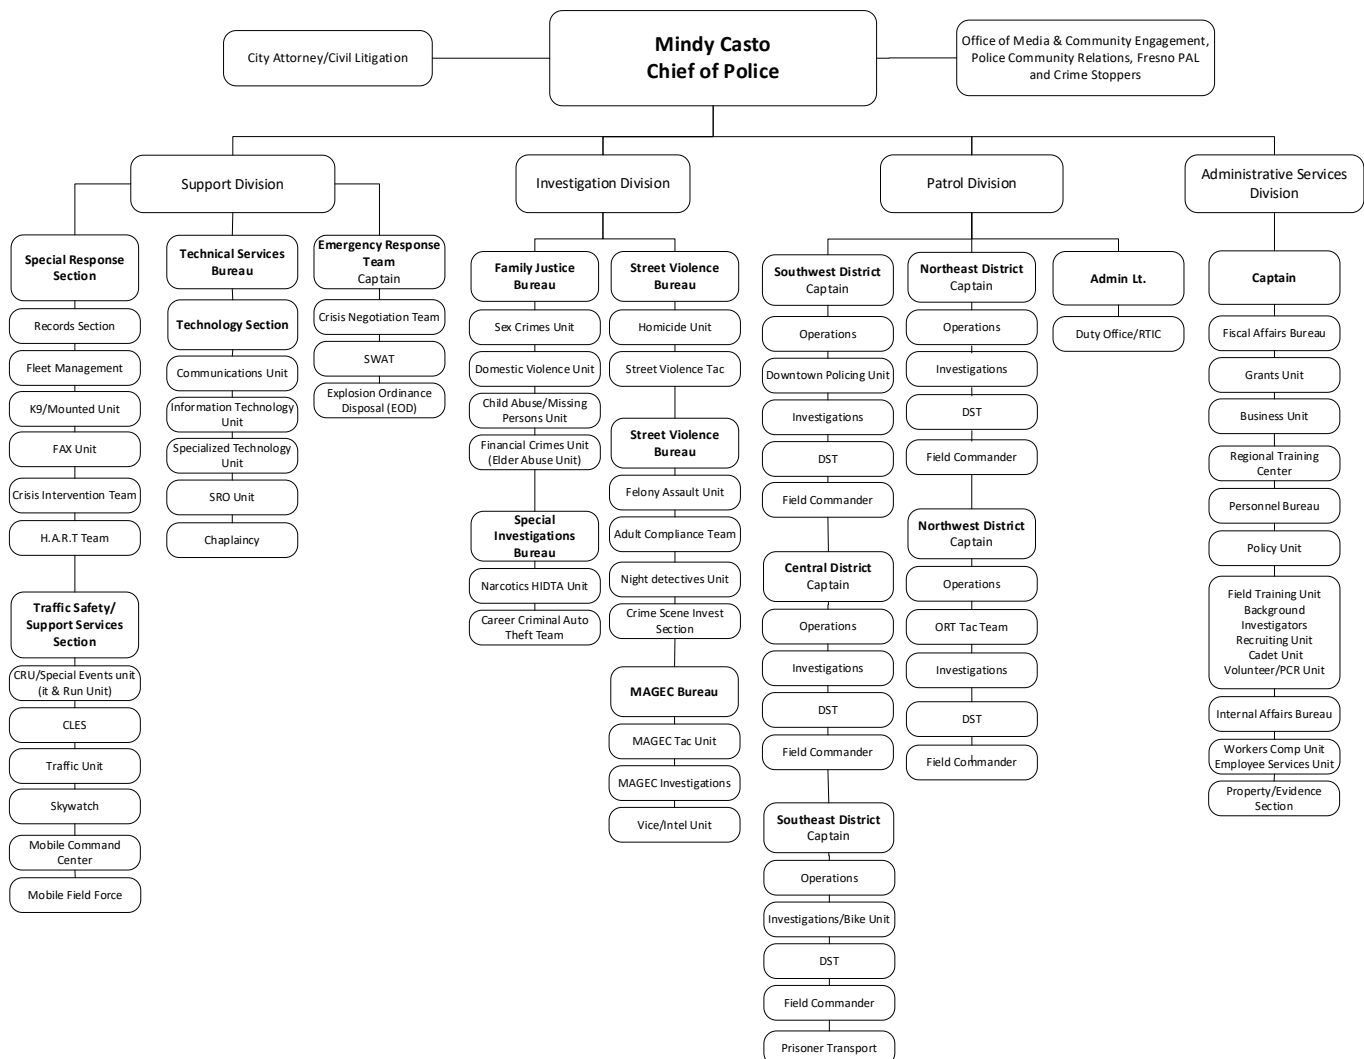 Mindy Casto
Chief of Police
City Attorney/Civil Litigation
Office of Media & Community Engagement,
Police Community Relations, Fresno PAL
and Crime Stoppers
Support Division
Investigation Division
Patrol Division
Administrative Services
Division
Special Response
Section
Records Section
Fleet Management
K9/Mounted Unit
FAX Unit
Crisis Intervention Team
H.A.R.T Team
Traffic Safety/
Support Services
Section
CRU/Special Events unit
(it & Run Unit)
CLES
Traffic Unit
Skywatch
Mobile Command
Center
Mobile Field Force
Technical Services
Bureau
Technology Section
Communications Unit
Information Technology
Unit
Specialized Technology
Unit
SRO Unit
Chaplaincy
Emergency Response
Team
Captain
Crisis Negotiation Team
SWAT
Explosion Ordinance
Disposal (EOD)
Family Justice
Bureau
Sex Crimes Unit
Domestic Violence Unit
Child Abuse/Missing
Persons Unit
Financial Crimes Unit
(Elder Abuse Unit)
Special
Investigations
Bureau
Narcotics HIDTA Unit
Career Criminal Auto
Theft Team
Street Violence
Bureau
Homicide Unit
Street Violence Tac
Street Violence
Bureau
Felony Assault Unit
Adult Compliance Team
Night detectives Unit
Crime Scene Invest
Section
MAGEC Bureau
MAGEC Tac Unit
MAGEC Investigations
Vice/Intel Unit
Southwest District
Captain
Operations
Downtown Policing Unit
Investigations
DST
Field Commander
Central District
Captain
Operations
Investigations
DST
Field Commander
Southeast District
Captain
Operations
Investigations/Bike Unit
DST
Field Commander
Prisoner Transport
Northeast District
Captain
Operations
Investigations
DST
Field Commander
Northwest District
Captain
Operations
ORT Tac Team
Investigations
DST
Field Commander
Admin Lt.
Duty Office/RTIC
Captain
Fiscal Affairs Bureau
Grants Unit
Business Unit
Regional Training
Center
Personnel Bureau
Policy Unit
Field Training Unit
Background
Investigators
Recruiting Unit
Cadet Unit
Volunteer/PCR Unit
Internal Affairs Bureau
Workers Comp Unit
Employee Services Unit
Property/Evidence
Section